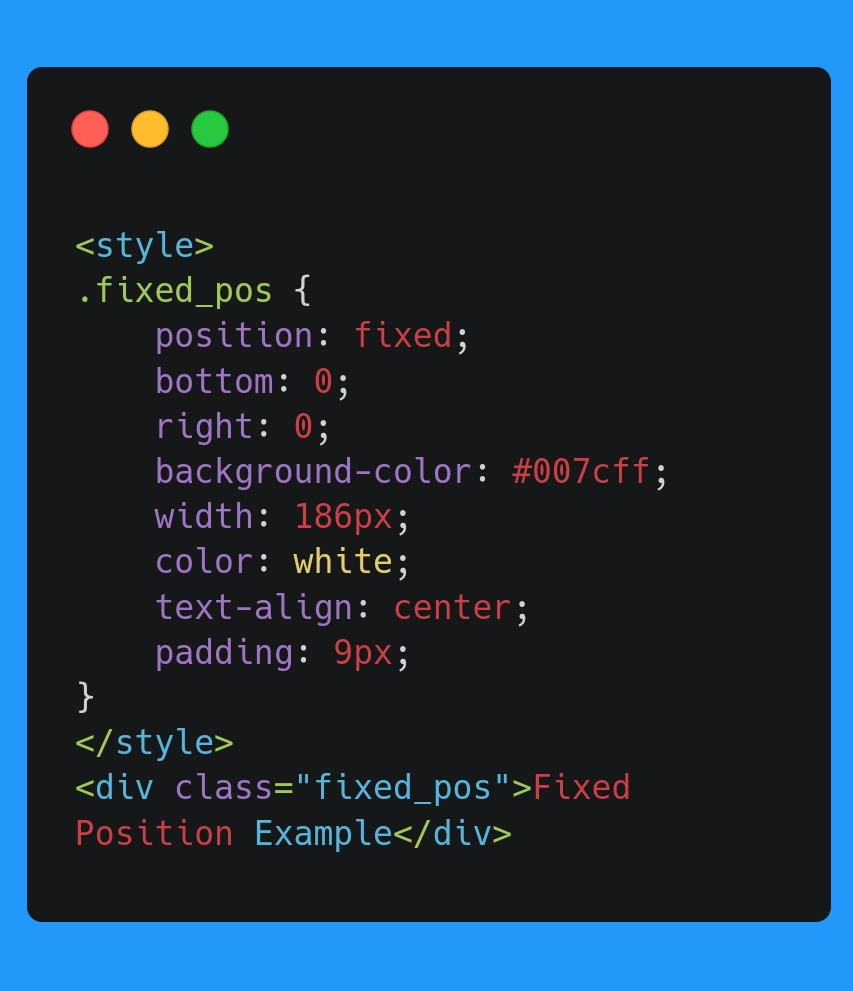 <style>
.fixed_pos {
    position: fixed;
    bottom: 0;
    right: 0;
    background-color: #007cff;
    width: 186px;
    color: white;
    text-align: center;
    padding: 9px;
}
</style>
<div class="fixed_pos">Fixed
Position Example</div>